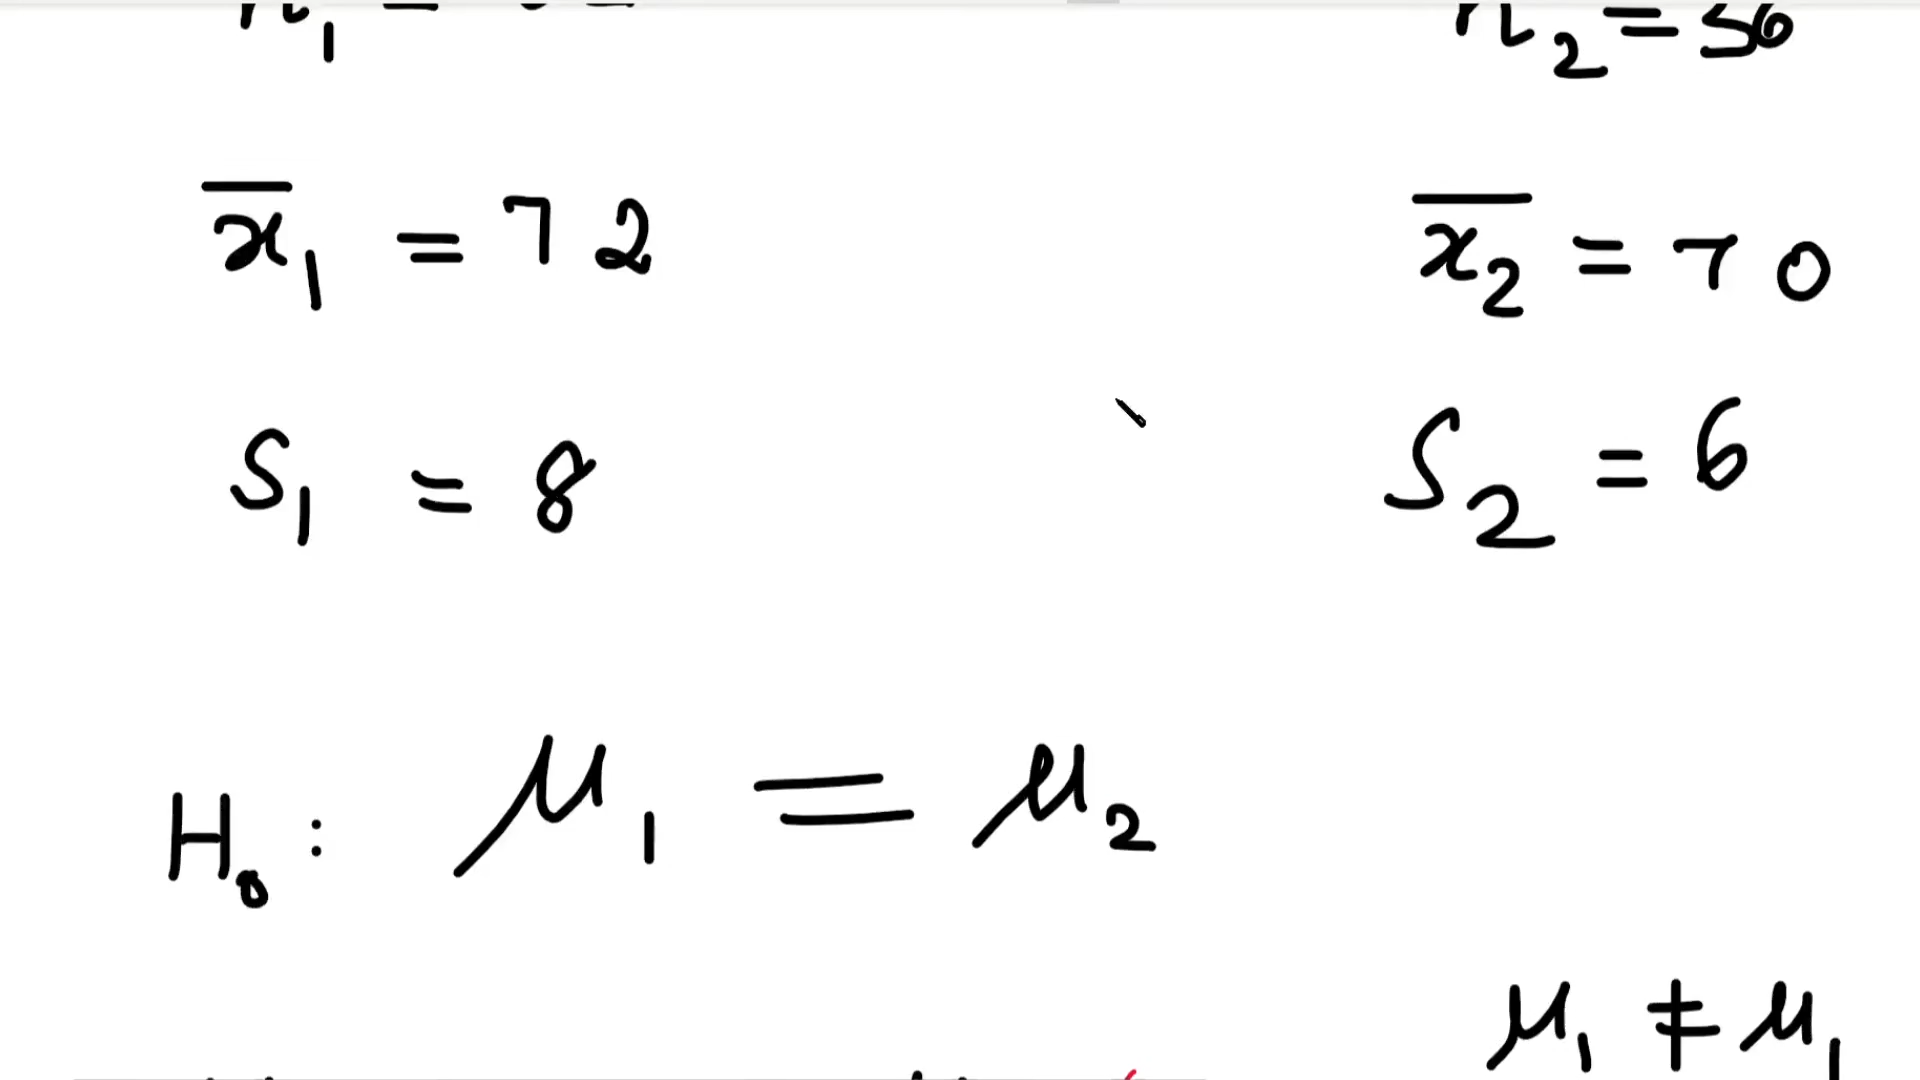 n₂ = 36
x̄₁ = 72
x̄₂ = 70
S₁ = 8
S₂ = 6
H₀ : μ₁ = μ₂
μ₁ ≠ μ₁